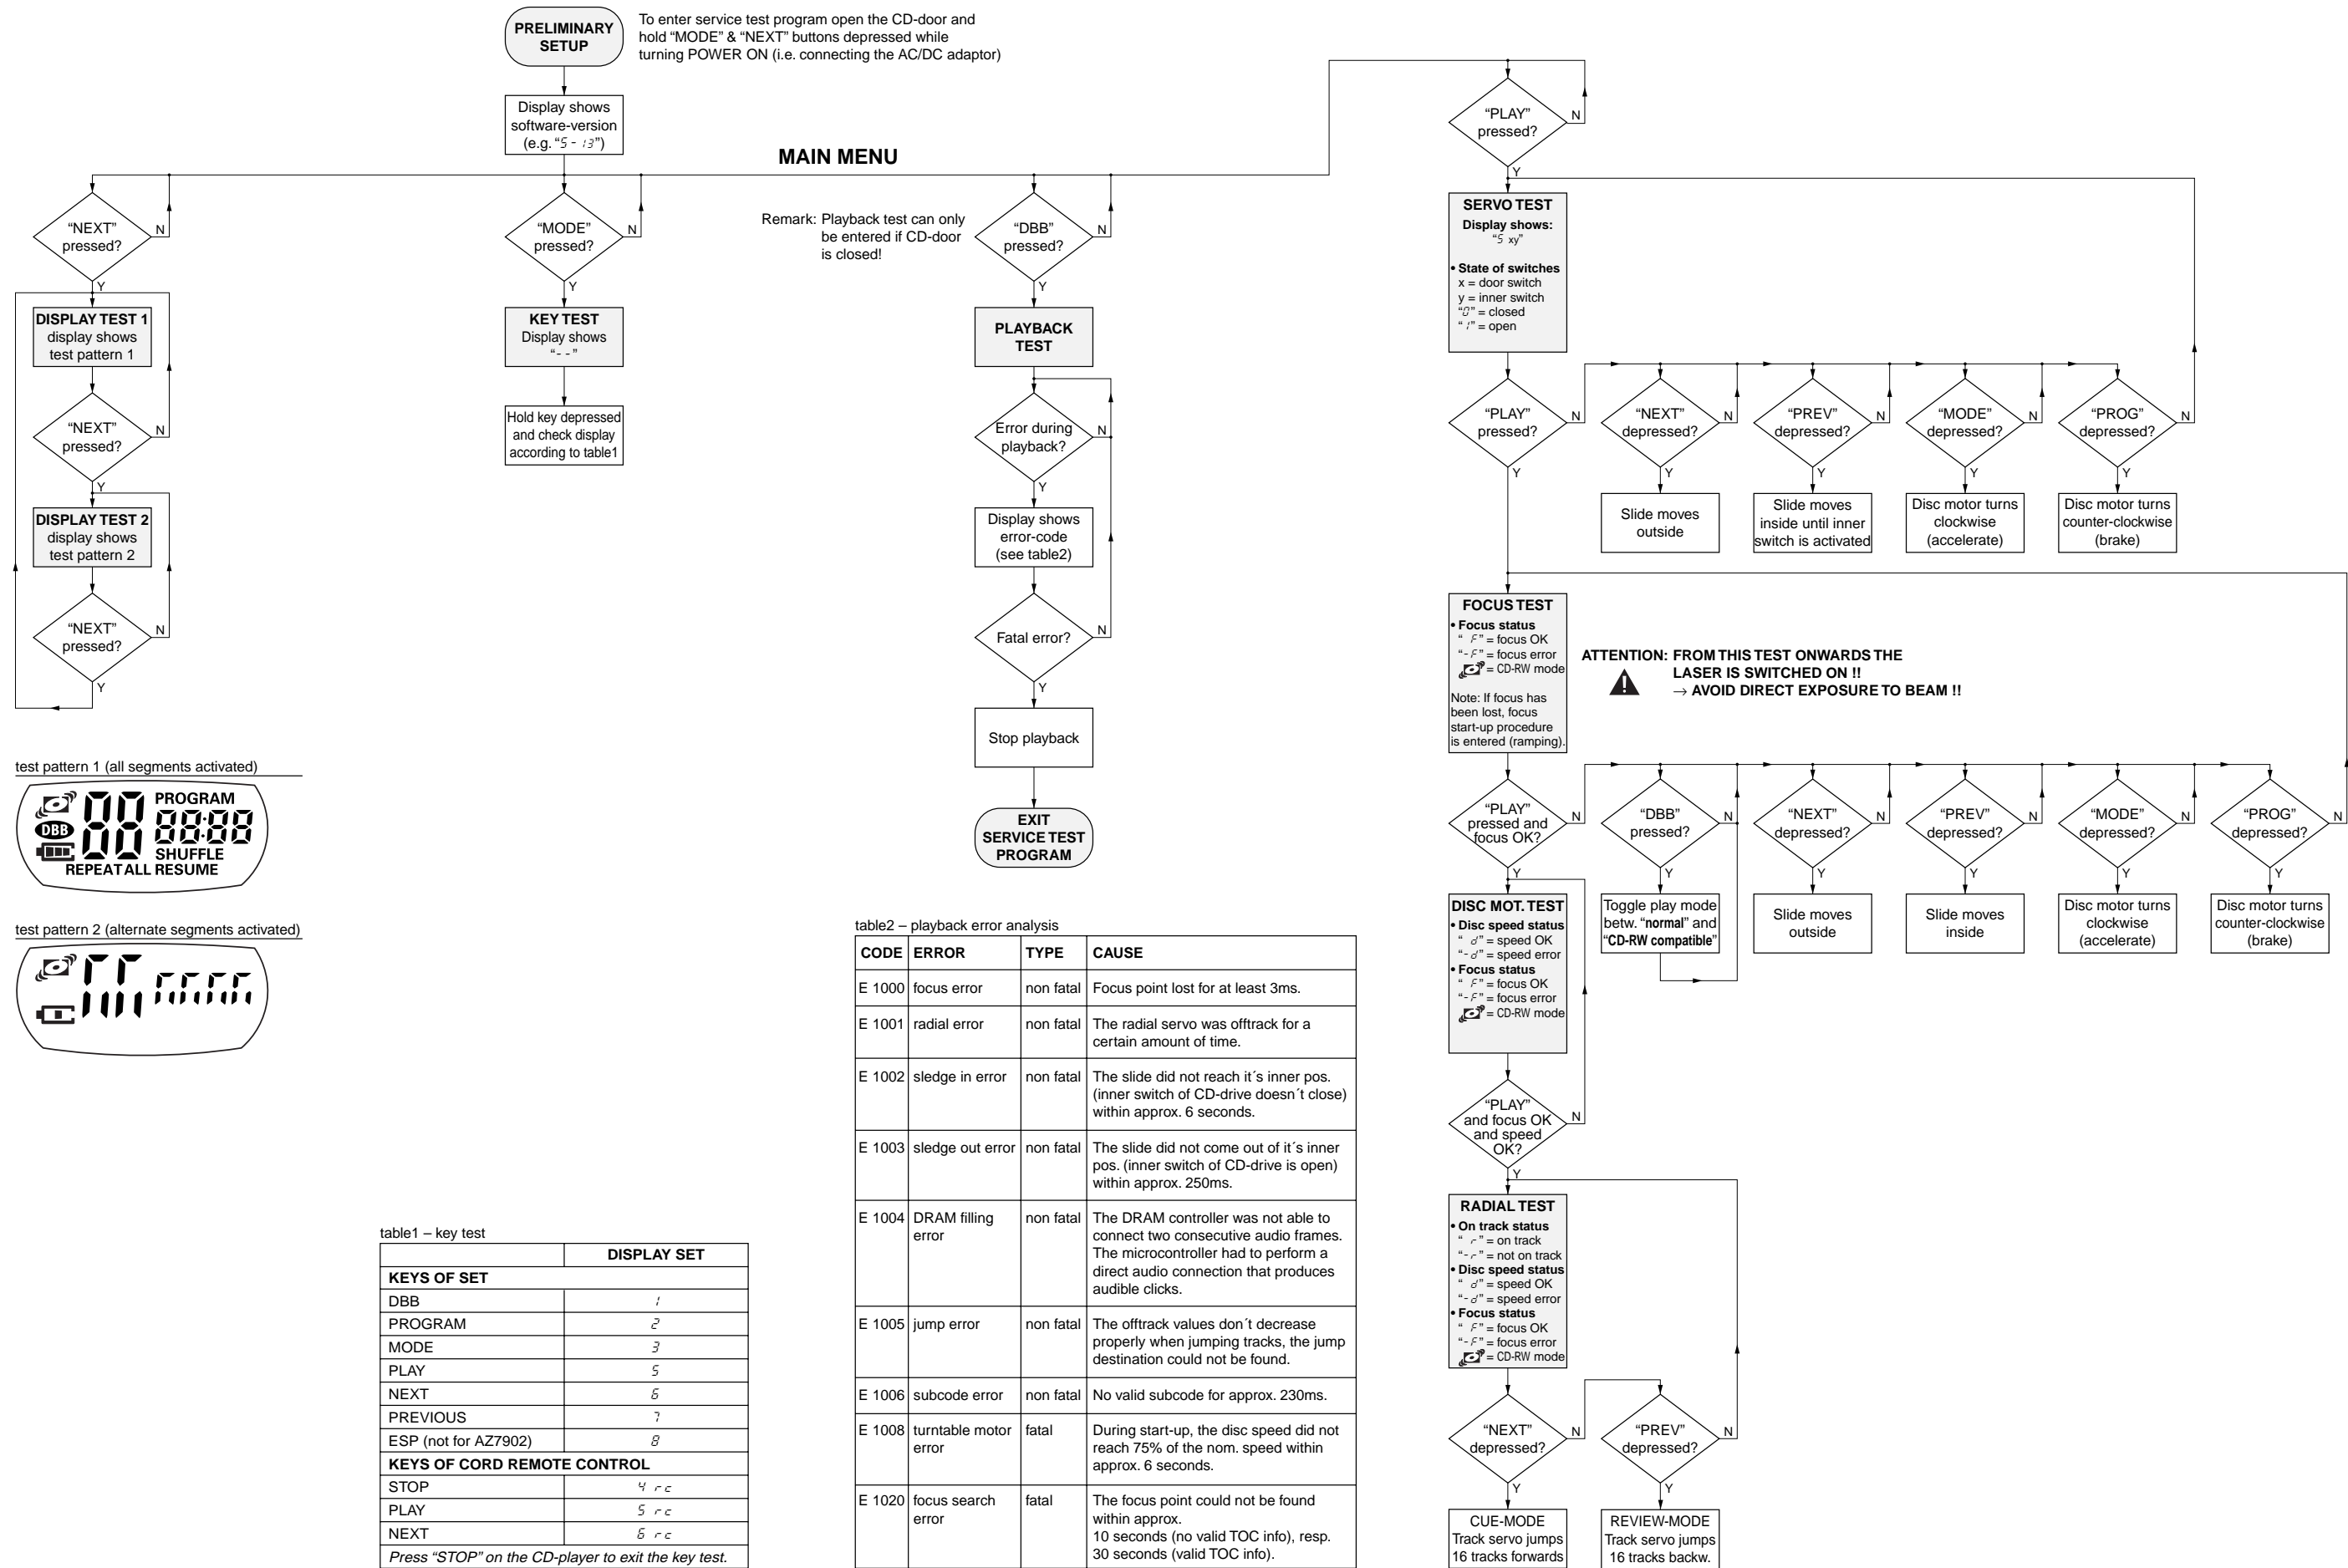 PRELIMINARY
SETUP
To enter service test program open the CD-door and
hold “MODE” & “NEXT” buttons depressed while
turning POWER ON (i.e. connecting the AC/DC adaptor)
Display shows
software-version
(e.g. “S - 13”)
MAIN MENU
“NEXT”
pressed?
N
Y
DISPLAY TEST 1
display shows
test pattern 1
“NEXT”
pressed?
N
Y
DISPLAY TEST 2
display shows
test pattern 2
“NEXT”
pressed?
N
Y
“MODE”
pressed?
N
Y
KEY TEST
Display shows
“- -”
Hold key depressed
and check display
according to table1
Remark: Playback test can only
be entered if CD-door
is closed!
“DBB”
pressed?
N
Y
PLAYBACK
TEST
Error during
playback?
N
Y
Display shows
error-code
(see table2)
Fatal error?
N
Y
Stop playback
EXIT
SERVICE TEST
PROGRAM
“PLAY”
pressed?
N
Y
SERVO TEST
Display shows:
“S xy”
• State of switches
x = door switch
y = inner switch
“0” = closed
“1” = open
“PLAY”
pressed?
N
Y
“NEXT”
depressed?
N
Y
Slide moves
outside
“PREV”
depressed?
N
Y
Slide moves
inside until inner
switch is activated
“MODE”
depressed?
N
Y
Disc motor turns
clockwise
(accelerate)
“PROG”
depressed?
N
Y
Disc motor turns
counter-clockwise
(brake)
FOCUS TEST
• Focus status
“ F” = focus OK
“-F” = focus error
= CD-RW mode
Note: If focus has
been lost, focus
start-up procedure
is entered (ramping).
ATTENTION: FROM THIS TEST ONWARDS THE
LASER IS SWITCHED ON !!
→ AVOID DIRECT EXPOSURE TO BEAM !!
“PLAY”
pressed and
focus OK?
N
Y
“DBB”
pressed?
N
Y
Toggle play mode
betw. “normal” and
“CD-RW compatible”
“NEXT”
depressed?
N
Y
Slide moves
outside
“PREV”
depressed?
N
Y
Slide moves
inside
“MODE”
depressed?
N
Y
Disc motor turns
clockwise
(accelerate)
“PROG”
depressed?
N
Y
Disc motor turns
counter-clockwise
(brake)
DISC MOT. TEST
• Disc speed status
“ d” = speed OK
“-d” = speed error
• Focus status
“ F” = focus OK
“-F” = focus error
= CD-RW mode
“PLAY”
and focus OK
and speed
OK?
N
Y
RADIAL TEST
• On track status
“ r” = on track
“-r” = not on track
• Disc speed status
“ d” = speed OK
“-d” = speed error
• Focus status
“ F” = focus OK
“-F” = focus error
= CD-RW mode
“NEXT”
depressed?
N
Y
CUE-MODE
Track servo jumps
16 tracks forwards
“PREV”
depressed?
N
Y
REVIEW-MODE
Track servo jumps
16 tracks backw.
test pattern 1 (all segments activated)
88 PROGRAM
DBB 88:88
SHUFFLE
REPEAT ALL RESUME
test pattern 2 (alternate segments activated)
table1 – key test
DISPLAY SET
KEYS OF SET
DBB 1
PROGRAM 2
MODE 3
PLAY 5
NEXT 6
PREVIOUS 7
ESP (not for AZ7902) 8
KEYS OF CORD REMOTE CONTROL
STOP 4 rc
PLAY 5 rc
NEXT 6 rc
Press “STOP” on the CD-player to exit the key test.
table2 – playback error analysis
CODE ERROR TYPE CAUSE
E 1000 focus error non fatal Focus point lost for at least 3ms.
E 1001 radial error non fatal The radial servo was offtrack for a
certain amount of time.
E 1002 sledge in error non fatal The slide did not reach it´s inner pos.
(inner switch of CD-drive doesn´t close)
within approx. 6 seconds.
E 1003 sledge out error non fatal The slide did not come out of it´s inner
pos. (inner switch of CD-drive is open)
within approx. 250ms.
E 1004 DRAM filling non fatal The DRAM controller was not able to
error connect two consecutive audio frames.
The microcontroller had to perform a
direct audio connection that produces
audible clicks.
E 1005 jump error non fatal The offtrack values don´t decrease
properly when jumping tracks, the jump
destination could not be found.
E 1006 subcode error non fatal No valid subcode for approx. 230ms.
E 1008 turntable motor fatal During start-up, the disc speed did not
error reach 75% of the nom. speed within
approx. 6 seconds.
E 1020 focus search fatal The focus point could not be found
error within approx.
10 seconds (no valid TOC info), resp.
30 seconds (valid TOC info).